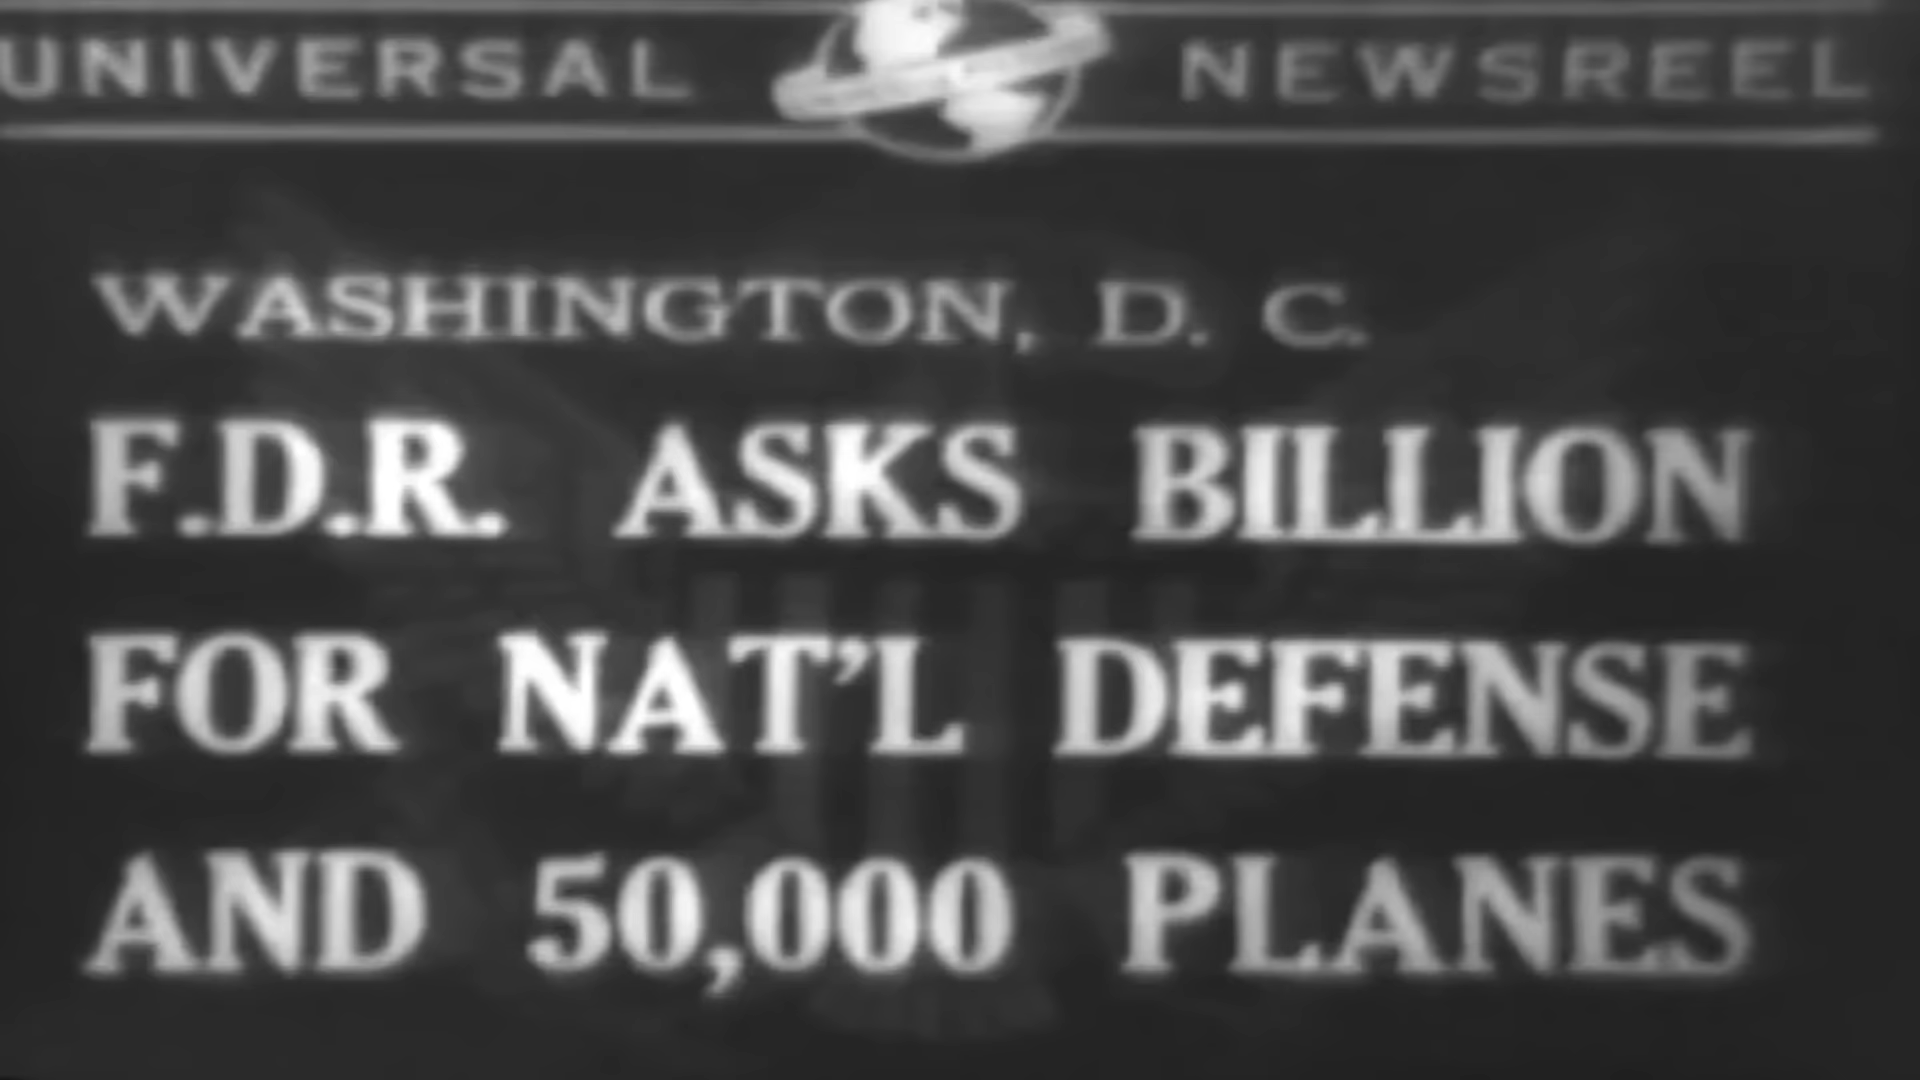 UNIVERSAL NEWSREEL
WASHINGTON, D. C.
F.D.R. ASKS BILLION
FOR NAT'L DEFENSE
AND 50,000 PLANES